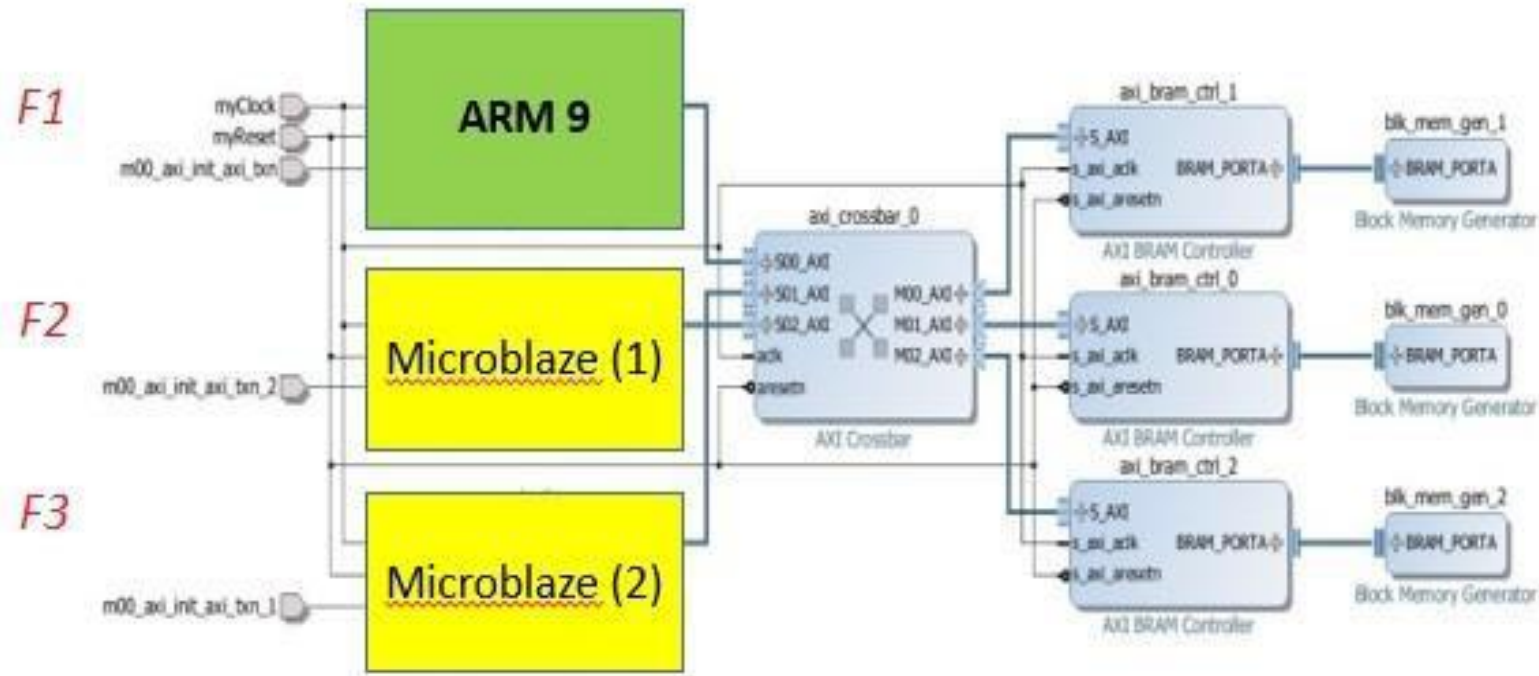 F1
myClock
myReset
m00_axi_init_axi_txn
ARM 9
F2
m00_axi_init_axi_txn_2
Microblaze (1)
F3
m00_axi_init_axi_txn_1
Microblaze (2)
axi_crossbar_0
S00_AXI
S01_AXI
S02_AXI
aclk
aresetn
M00_AXI
M01_AXI
M02_AXI
AXI Crossbar
axi_bram_ctrl_1
S_AXI
s_axi_aclk
s_axi_aresetn
BRAM_PORTA
AXI BRAM Controller
blk_mem_gen_1
BRAM_PORTA
Block Memory Generator
axi_bram_ctrl_0
S_AXI
s_axi_aclk
s_axi_aresetn
BRAM_PORTA
AXI BRAM Controller
blk_mem_gen_0
BRAM_PORTA
Block Memory Generator
axi_bram_ctrl_2
S_AXI
s_axi_aclk
s_axi_aresetn
BRAM_PORTA
AXI BRAM Controller
blk_mem_gen_2
BRAM_PORTA
Block Memory Generator